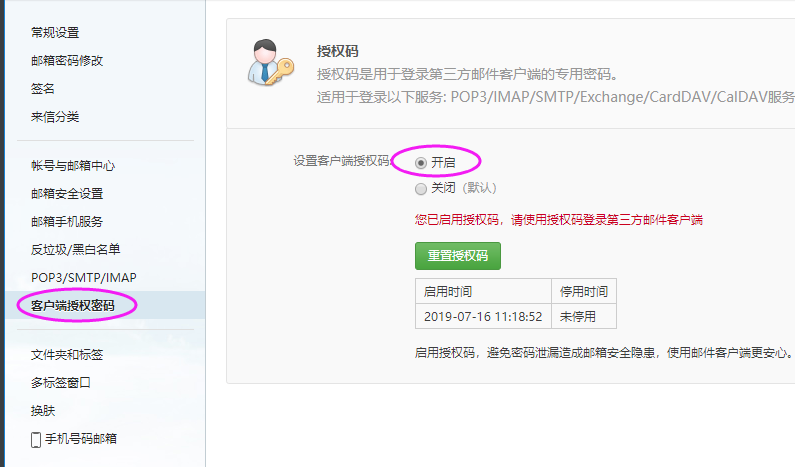 常规设置
邮箱密码修改
签名
来信分类
帐号与邮箱中心
邮箱安全设置
邮箱手机服务
反垃圾/黑白名单
POP3/SMTP/IMAP
客户端授权密码
文件夹和标签
多标签窗口
换肤
手机号码邮箱
授权码
授权码是用于登录第三方邮件客户端的专用密码。
适用于登录以下服务: POP3/IMAP/SMTP/Exchange/CardDAV/CalDAV服务
设置客户端授权码: 开启
关闭 (默认)
您已启用授权码，请使用授权码登录第三方邮件客户端
重置授权码
启用时间 停用时间
2019-07-16 11:18:52 未停用
启用授权码，避免密码泄漏造成邮箱安全隐患，使用邮件客户端更安心。